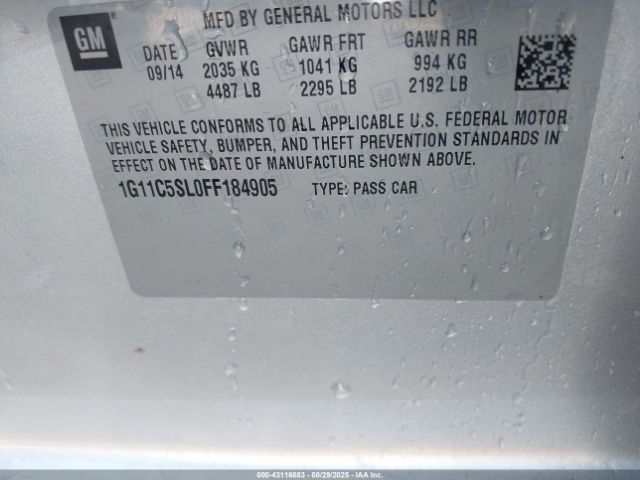 GM
MFD BY GENERAL MOTORS LLC
DATE GVWR GAWR FRT GAWR RR
09/14 2035 KG 1041 KG 994 KG
4487 LB 2295 LB 2192 LB
THIS VEHICLE CONFORMS TO ALL APPLICABLE U.S. FEDERAL MOTOR
VEHICLE SAFETY, BUMPER, AND THEFT PREVENTION STANDARDS IN
EFFECT ON THE DATE OF MANUFACTURE SHOWN ABOVE.
1G11C5SL0FF184905 TYPE: PASS CAR
000-43116883 - 08/29/2025 - IAA Inc.